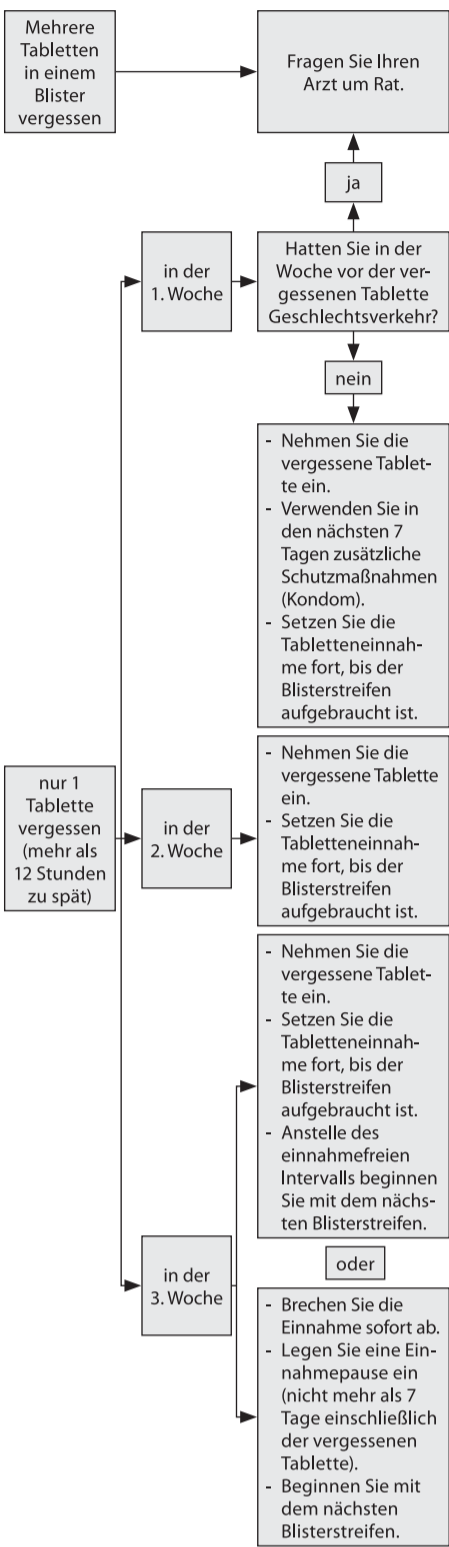 Mehrere
Tabletten
in einem
Blister
vergessen
Fragen Sie Ihren
Arzt um Rat.
ja
in der
1. Woche
Hatten Sie in der
Woche vor der ver-
gessenen Tablette
Geschlechtsverkehr?
nein
- Nehmen Sie die
vergessene Tablet-
te ein.
- Verwenden Sie in
den nächsten 7
Tagen zusätzliche
Schutzmaßnahmen
(Kondom).
- Setzen Sie die
Tabletteneinnah-
me fort, bis der
Blisterstreifen
aufgebraucht ist.
nur 1
Tablette
vergessen
(mehr als
12 Stunden
zu spät)
in der
2. Woche
- Nehmen Sie die
vergessene Tablette
ein.
- Setzen Sie die
Tabletteneinnah-
me fort, bis der
Blisterstreifen
aufgebraucht ist.
in der
3. Woche
- Nehmen Sie die
vergessene Tablet-
te ein.
- Setzen Sie die
Tabletteneinnah-
me fort, bis der
Blisterstreifen
aufgebraucht ist.
- Anstelle des
einnahmefreien
Intervalls beginnen
Sie mit dem nächs-
ten Blisterstreifen.
oder
- Brechen Sie die
Einnahme sofort ab.
- Legen Sie eine Ein-
nahmepause ein
(nicht mehr als 7
Tage einschließlich
der vergessenen
Tablette).
- Beginnen Sie mit
dem nächsten
Blisterstreifen.